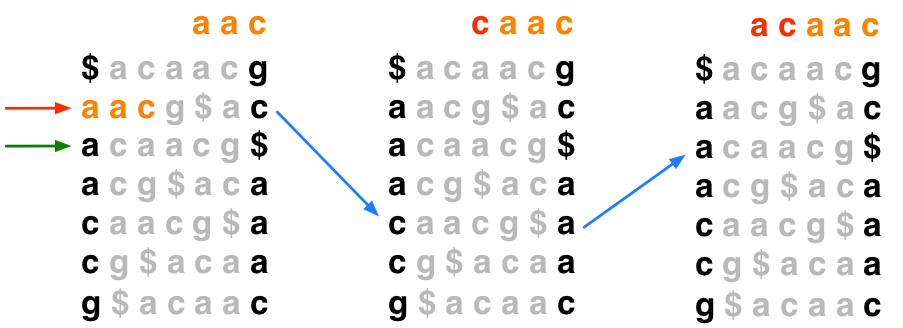 aac caac acaac
$acaacg $acaacg $acaacg
aacg$ac aacg$ac aacg$ac
acaacg$ acaacg$ acaacg$
acg$aca acg$aca acg$aca
caacg$a caacg$a caacg$a
cg$acaa cg$acaa cg$acaa
g$acaac g$acaac g$acaac